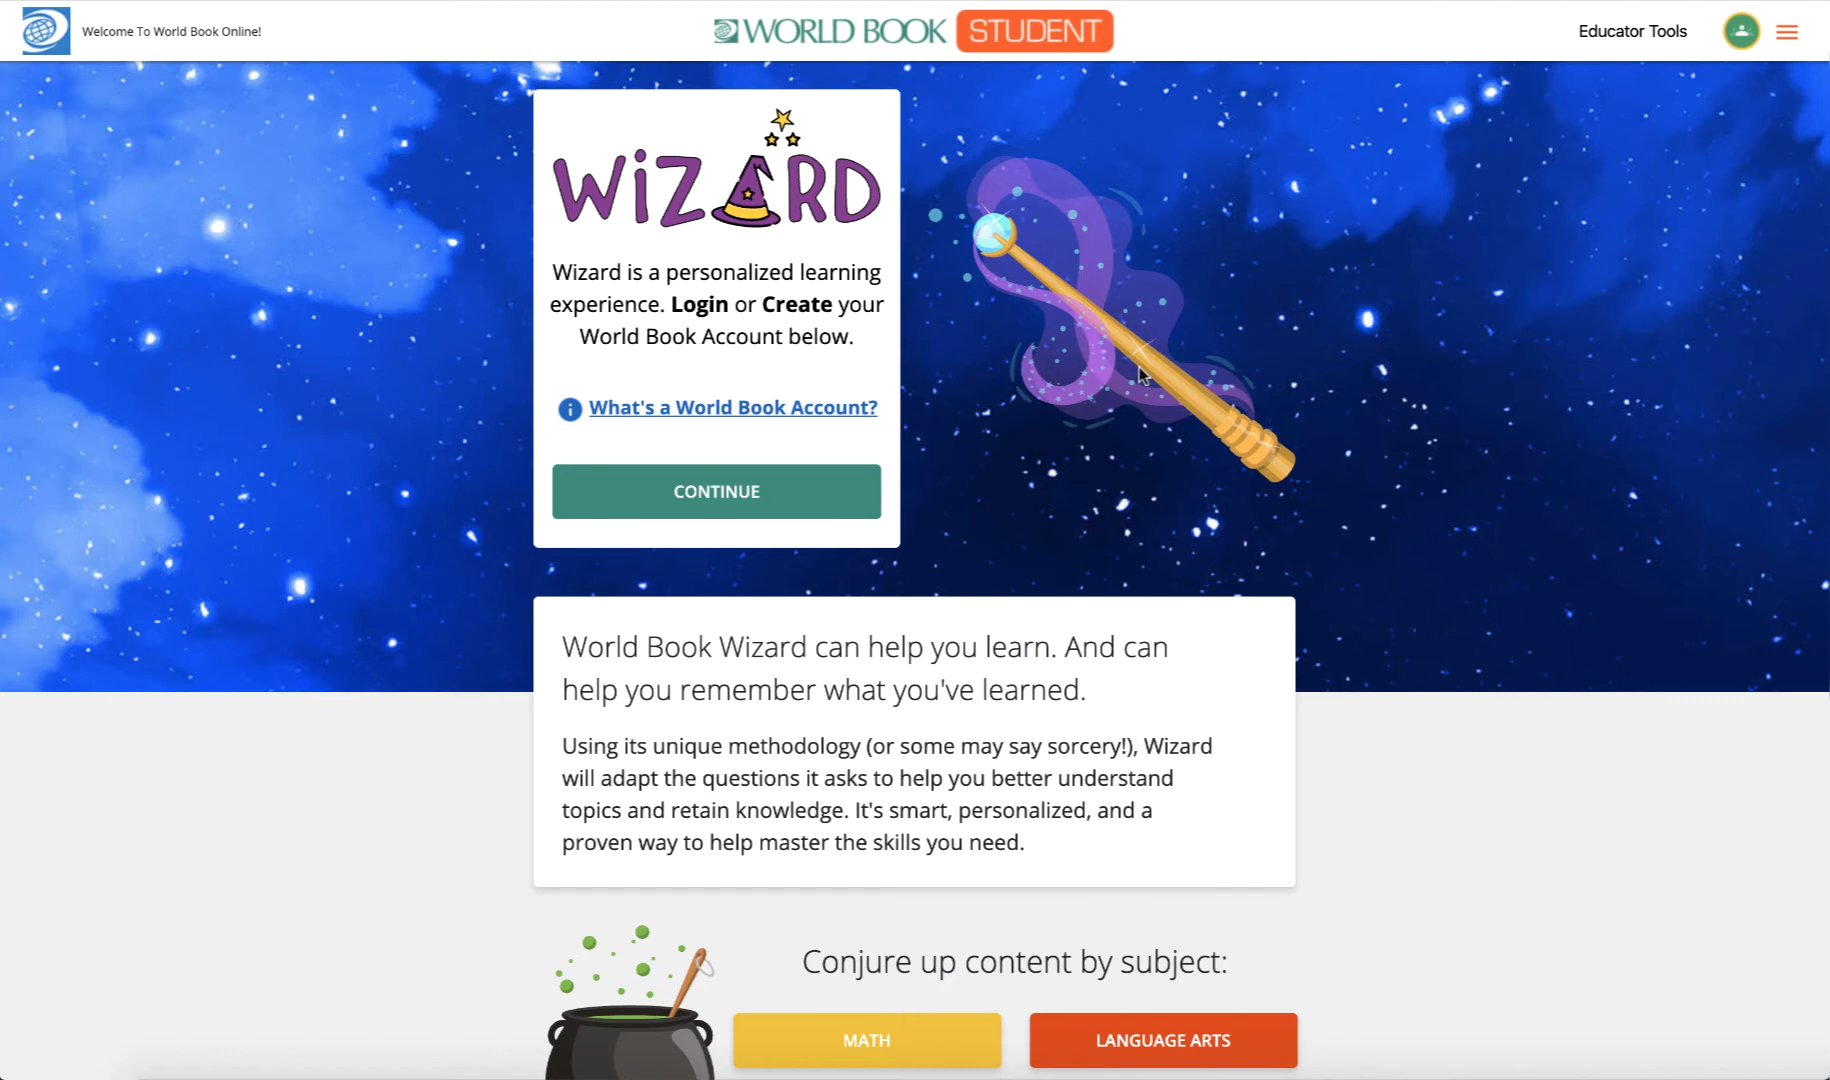 Welcome To World Book Online!
WORLD BOOK STUDENT
Educator Tools
WiZARD
Wizard is a personalized learning
experience. Login or Create your
World Book Account below.
What's a World Book Account?
CONTINUE
World Book Wizard can help you learn. And can
help you remember what you've learned.
Using its unique methodology (or some may say sorcery!), Wizard
will adapt the questions it asks to help you better understand
topics and retain knowledge. It's smart, personalized, and a
proven way to help master the skills you need.
Conjure up content by subject:
MATH
LANGUAGE ARTS